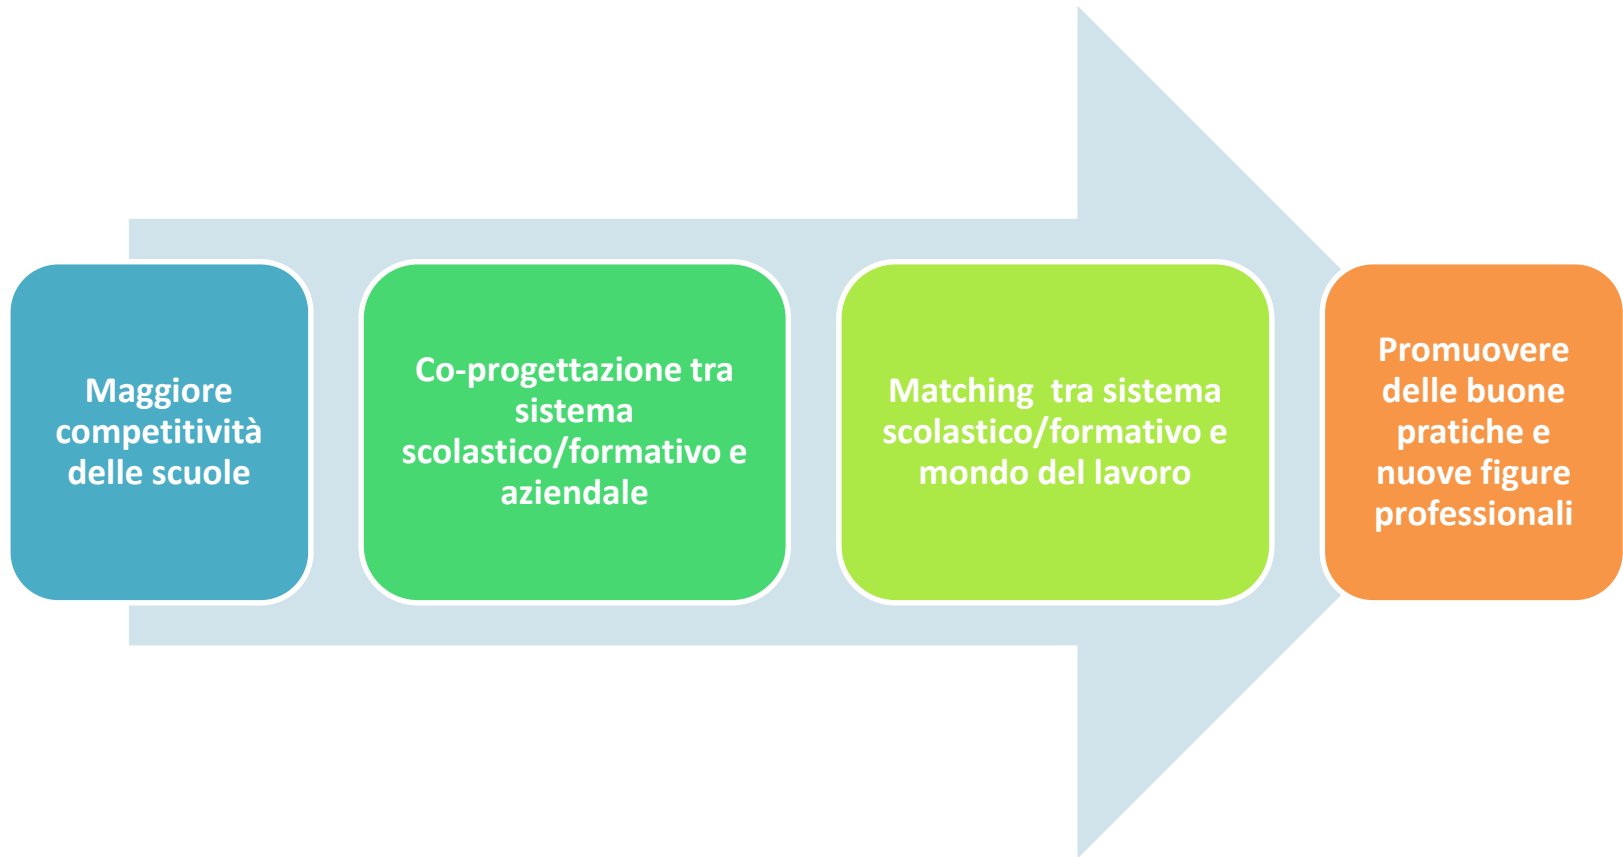 Maggiore
competitività
delle scuole
Co-progettazione tra
sistema
scolastico/formativo e
aziendale
Matching  tra sistema
scolastico/formativo e
mondo del lavoro
Promuovere
delle buone
pratiche e
nuove figure
professionali